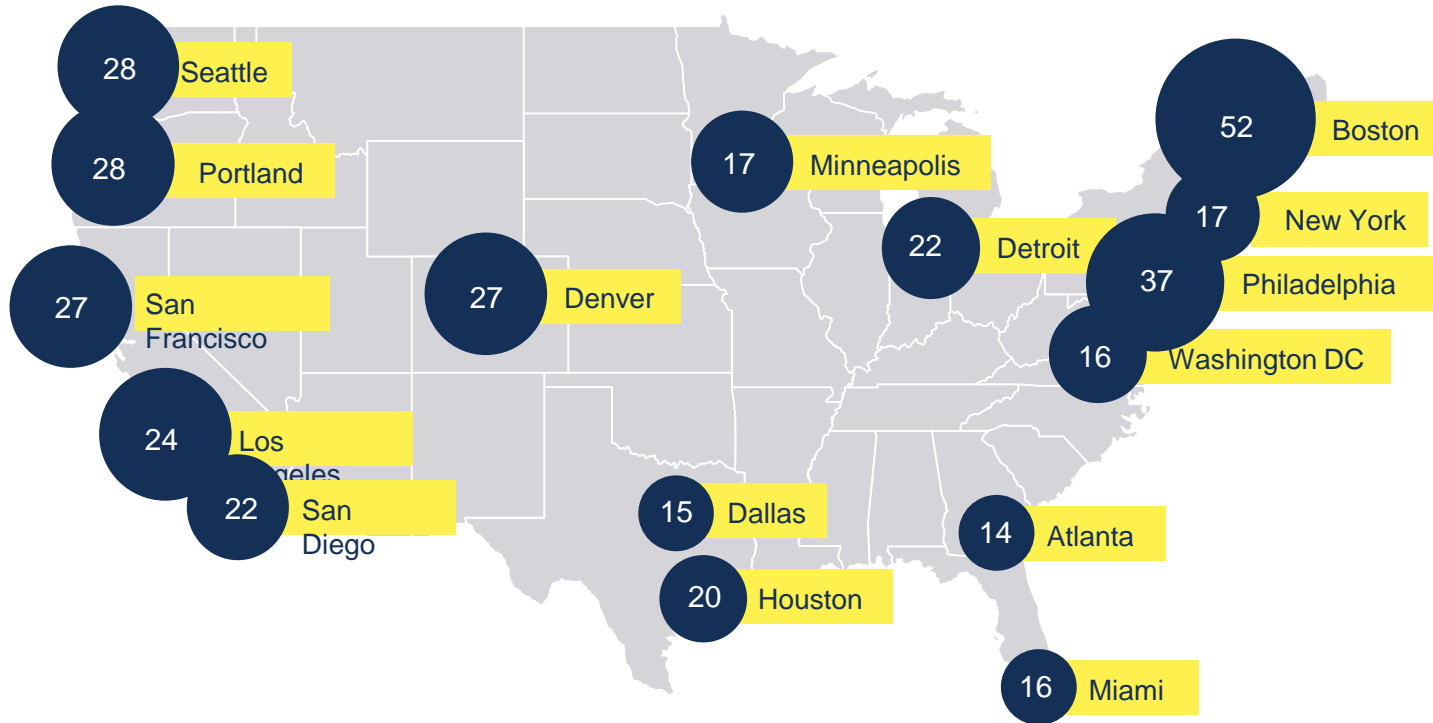 28 Seattle
28 Portland
27 San
Francisco
24 Los
geles
22 San
Diego
27 Denver
17 Minneapolis
22 Detroit
52 Boston
17 New York
37 Philadelphia
16 Washington DC
15 Dallas
20 Houston
14 Atlanta
16 Miami